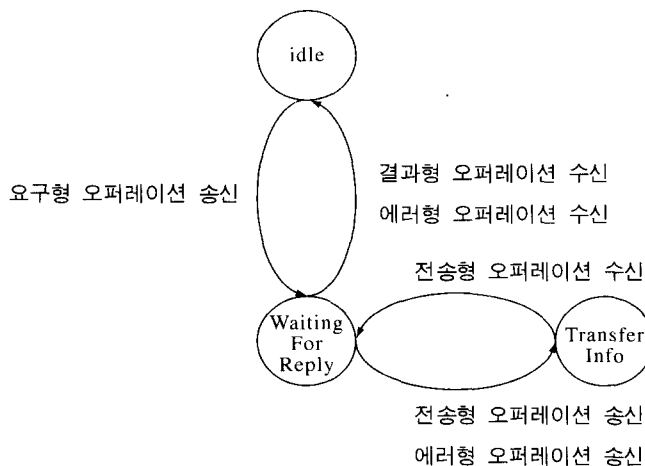 idle
요구형 오퍼레이션 송신
결과형 오퍼레이션 수신
에러형 오퍼레이션 수신
전송형 오퍼레이션 수신
Waiting
For
Reply
Transfer
Info
전송형 오퍼레이션 송신
에러형 오퍼레이션 송신